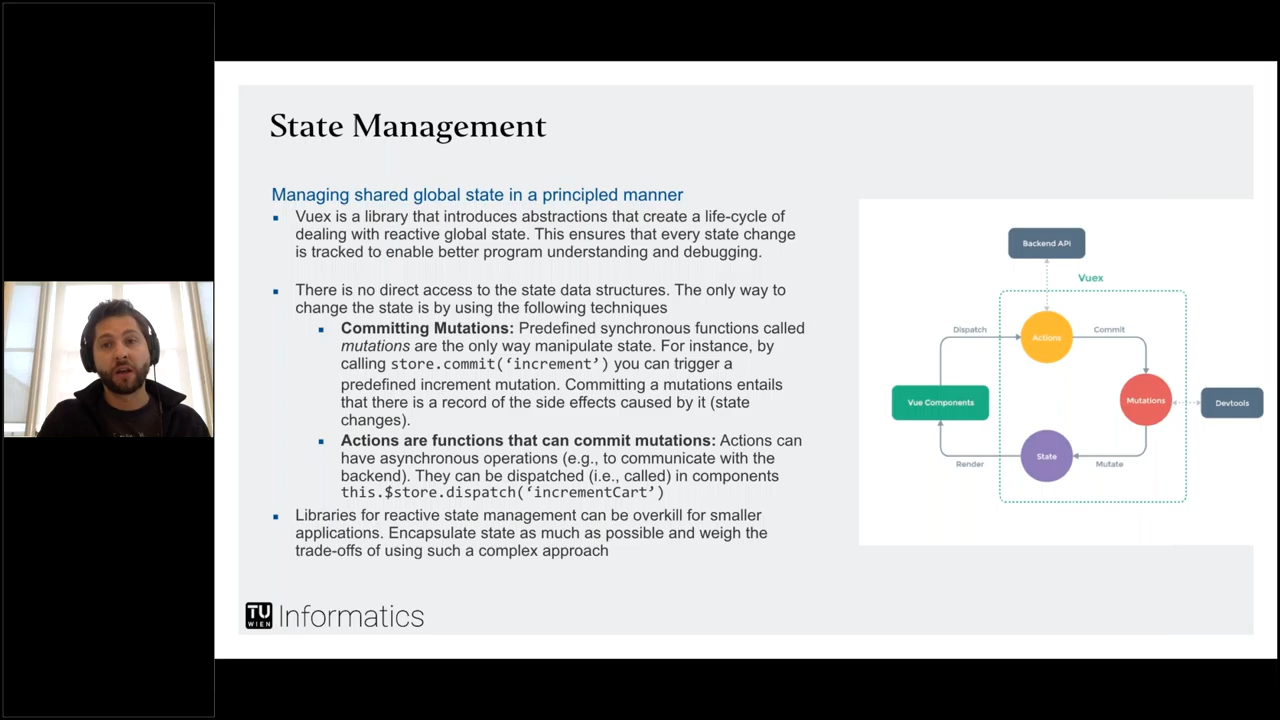 State Management
Managing shared global state in a principled manner
Vuex is a library that introduces abstractions that create a life-cycle of
dealing with reactive global state. This ensures that every state change
is tracked to enable better program understanding and debugging.
There is no direct access to the state data structures. The only way to
change the state is by using the following techniques
Committing Mutations: Predefined synchronous functions called
mutations are the only way manipulate state. For instance, by
calling store.commit(‘increment’) you can trigger a
predefined increment mutation. Committing a mutations entails
that there is a record of the side effects caused by it (state
changes).
Actions are functions that can commit mutations: Actions can
have asynchronous operations (e.g., to communicate with the
backend). They can be dispatched (i.e., called) in components
this.$store.dispatch(‘incrementCart’)
Libraries for reactive state management can be overkill for smaller
applications. Encapsulate state as much as possible and weigh the
trade-offs of using such a complex approach
Backend API
Vuex
Dispatch
Actions
Commit
Vue Components
Mutations
Devtools
Render
State
Mutate
TU
WIEN
Informatics